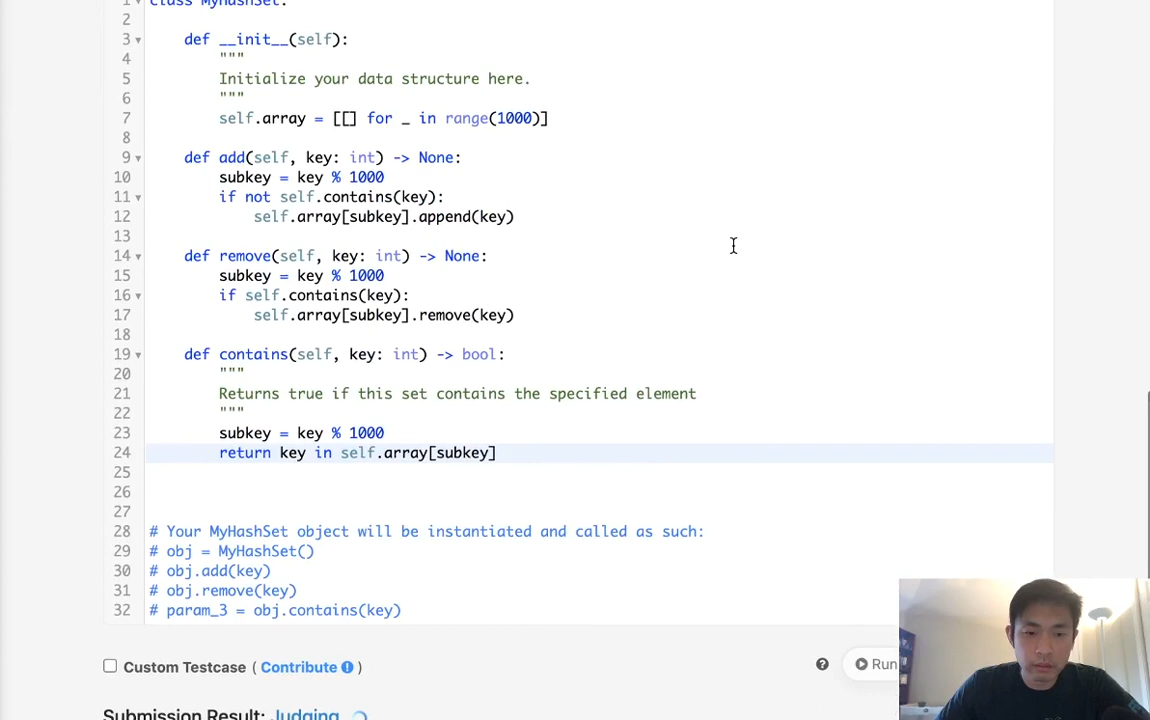 1 class MyHashSet:
2
3 def __init__(self):
4 """
5 Initialize your data structure here.
6 """
7 self.array = [[] for _ in range(1000)]
8
9 def add(self, key: int) -> None:
10 subkey = key % 1000
11 if not self.contains(key):
12 self.array[subkey].append(key)
13
14 def remove(self, key: int) -> None:
15 subkey = key % 1000
16 if self.contains(key):
17 self.array[subkey].remove(key)
18
19 def contains(self, key: int) -> bool:
20 """
21 Returns true if this set contains the specified element
22 """
23 subkey = key % 1000
24 return key in self.array[subkey]
25
26
27
28 # Your MyHashSet object will be instantiated and called as such:
29 # obj = MyHashSet()
30 # obj.add(key)
31 # obj.remove(key)
32 # param_3 = obj.contains(key)
Custom Testcase ( Contribute ! )
? Run
Submission Result: Judging